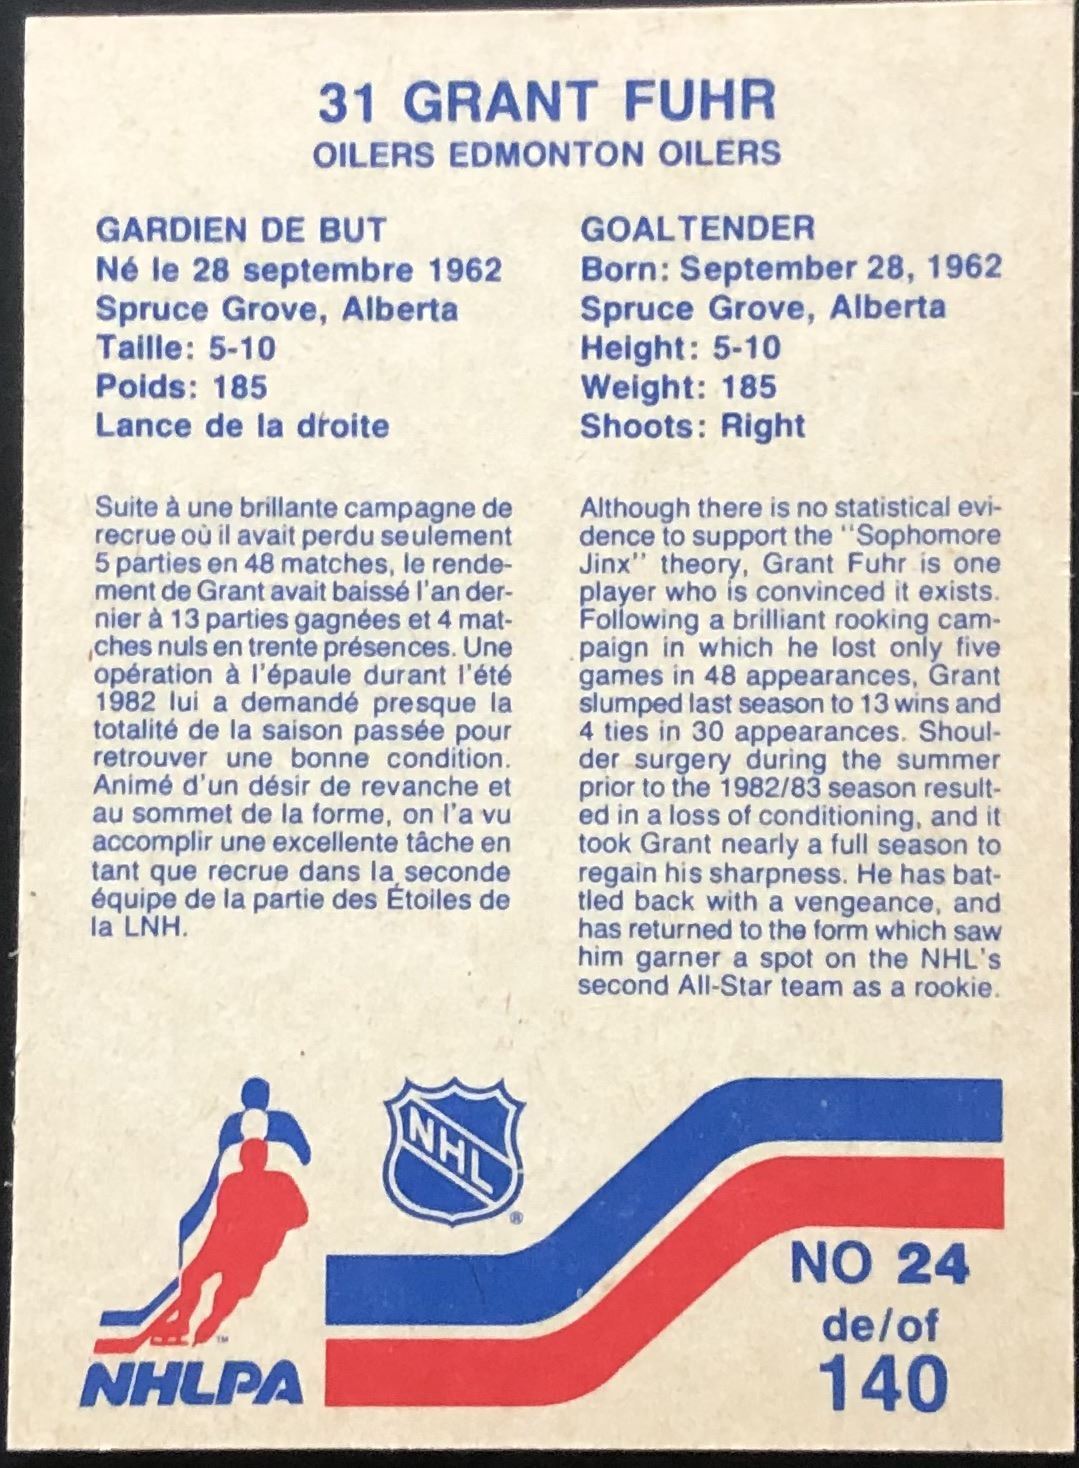 31 GRANT FUHR
OILERS EDMONTON OILERS
GARDIEN DE BUT
Né le 28 septembre 1962
Spruce Grove, Alberta
Taille: 5-10
Poids: 185
Lance de la droite
Suite à une brillante campagne de
recrue où il avait perdu seulement
5 parties en 48 matches, le rende-
ment de Grant avait baissé l'an der-
nier à 13 parties gagnées et 4 mat-
ches nuls en trente présences. Une
opération à l'épaule durant l'été
1982 lui a demandé presque la
totalité de la saison passée pour
retrouver une bonne condition.
Animé d'un désir de revanche et
au sommet de la forme, on l'a vu
accomplir une excellente tâche en
tant que recrue dans la seconde
équipe de la partie des Étoiles de
la LNH.
GOALTENDER
Born: September 28, 1962
Spruce Grove, Alberta
Height: 5-10
Weight: 185
Shoots: Right
Although there is no statistical evi-
dence to support the "Sophomore
Jinx" theory, Grant Fuhr is one
player who is convinced it exists.
Following a brilliant rooking cam-
paign in which he lost only five
games in 48 appearances, Grant
slumped last season to 13 wins and
4 ties in 30 appearances. Shoul-
der surgery during the summer
prior to the 1982/83 season result-
ed in a loss of conditioning, and it
took Grant nearly a full season to
regain his sharpness. He has bat-
tled back with a vengeance, and
has returned to the form which saw
him garner a spot on the NHL's
second All-Star team as a rookie.
NHL
®
™
NHLPA
NO 24
de/of
140